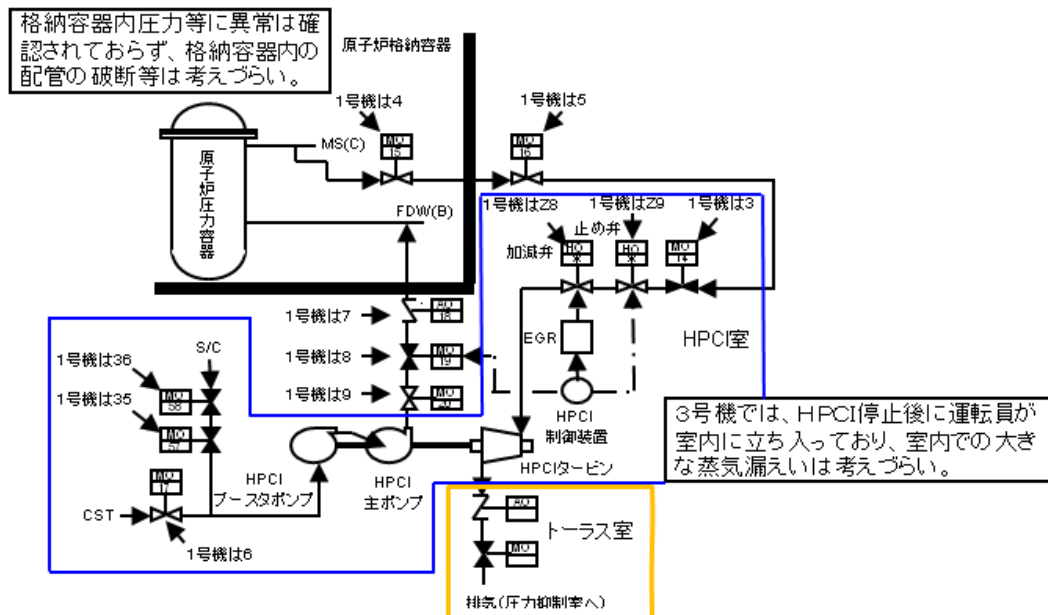 格納容器内圧力等に異常は確
認されておらず、格納容器内の
配管の破断等は考えづらい。
原子炉格納容器
1号機は4
1号機は5
MO
15
MO
16
MS(C)
原子炉圧力容器
FDW(B)
1号機はZ8
1号機はZ9
1号機は3
止め弁
加減弁
HO
HO
MO
14
1号機は7
AO
18
EGR
HPCI室
1号機は8
MO
19
S/C
1号機は36
MO
58
1号機は9
MO
20
1号機は35
MO
57
HPCI
制御装置
3号機では、HPCI停止後に運転員が
室内に立ち入っており、室内での大き
な蒸気漏えいは考えづらい。
MO
17
HPCI
ブースタポンプ
HPCI
主ポンプ
HPCIタービン
CST
1号機は6
AO
トーラス室
MO
排気(圧力抑制室へ)